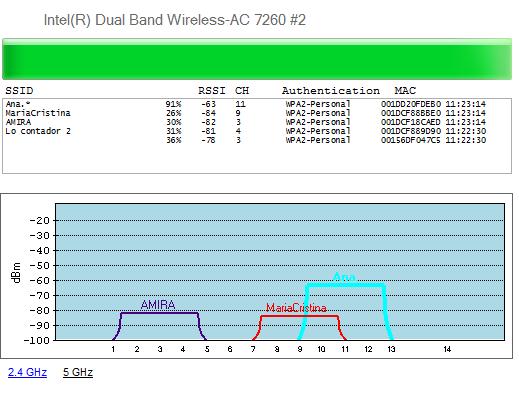 Intel(R) Dual Band Wireless-AC 7260 #2
SSID RSSI CH Authentication MAC
Ana.* 91% -63 11 WPA2-Personal 001DD20FDEB0 11:23:14
MariaCristina 26% -84 9 WPA2-Personal 001DCF88BBE0 11:23:14
AMIRA 30% -82 3 WPA2-Personal 001DCF18CAED 11:23:14
Lo contador 2 31% -81 4 WPA2-Personal 001DCF889D90 11:22:30
36% -78 3 WPA2-Personal 00156DF047C5 11:22:30
-20
-30
-40
-50
-60
-70
-80
-90
-100
dBm
Ana
AMIRA
MariaCristina
1 2 3 4 5 6 7 8 9 10 11 12 13 14
2.4 GHz 5 GHz